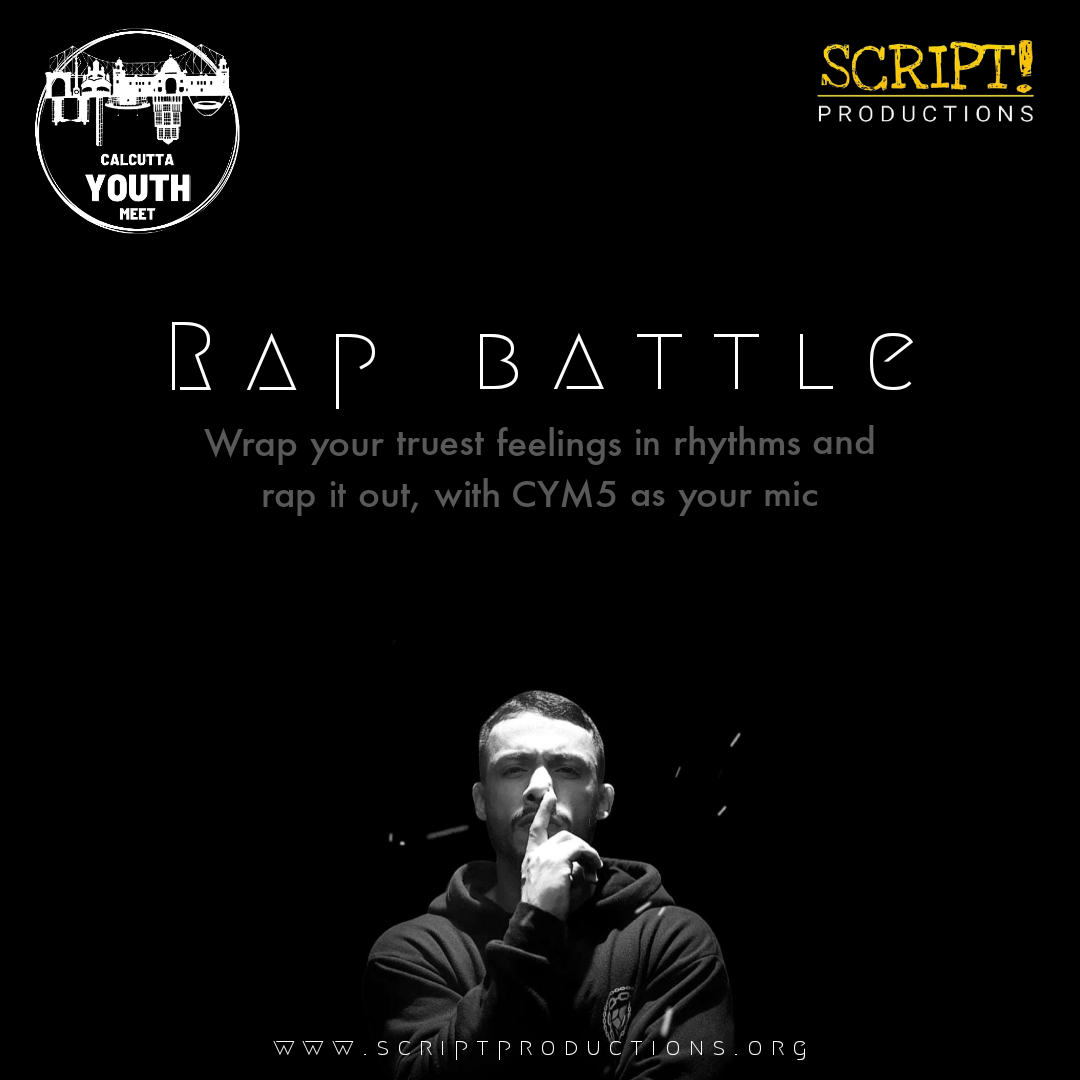 CALCUTTA
YOUTH
MEET
SCRIPT!
PRODUCTIONS
RAP BATTLE
Wrap your truest feelings in rhythms and
rap it out, with CYM5 as your mic
www.scriptproductions.org